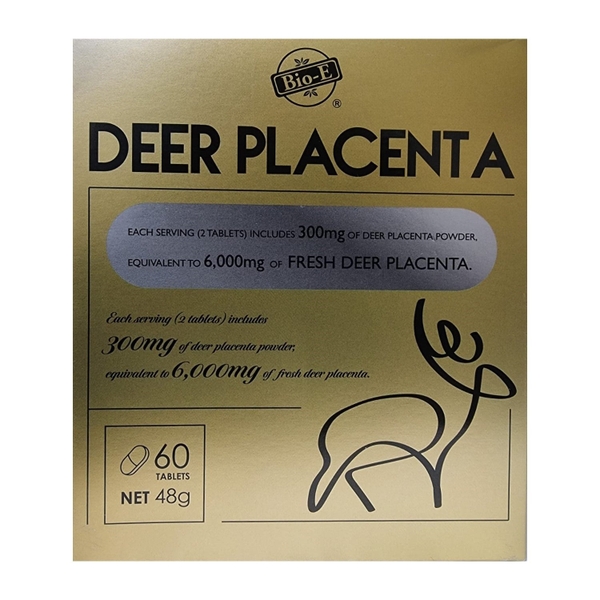 Bio-E
®
DEER PLACENTA
EACH SERVING (2 TABLETS) INCLUDES 300mg OF DEER PLACENTA POWDER,
EQUIVALENT TO 6,000mg OF FRESH DEER PLACENTA.
Each serving (2 tablets) includes
300mg of deer placenta powder,
equivalent to 6,000mg of fresh deer placenta.
60
TABLETS
NET 48g